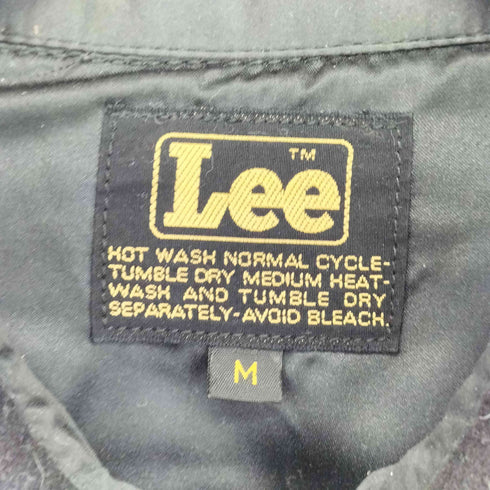 Lee™
HOT WASH NORMAL CYCLE-
TUMBLE DRY MEDIUM HEAT-
WASH AND TUMBLE DRY
SEPARATELY-AVOID BLEACH.
M